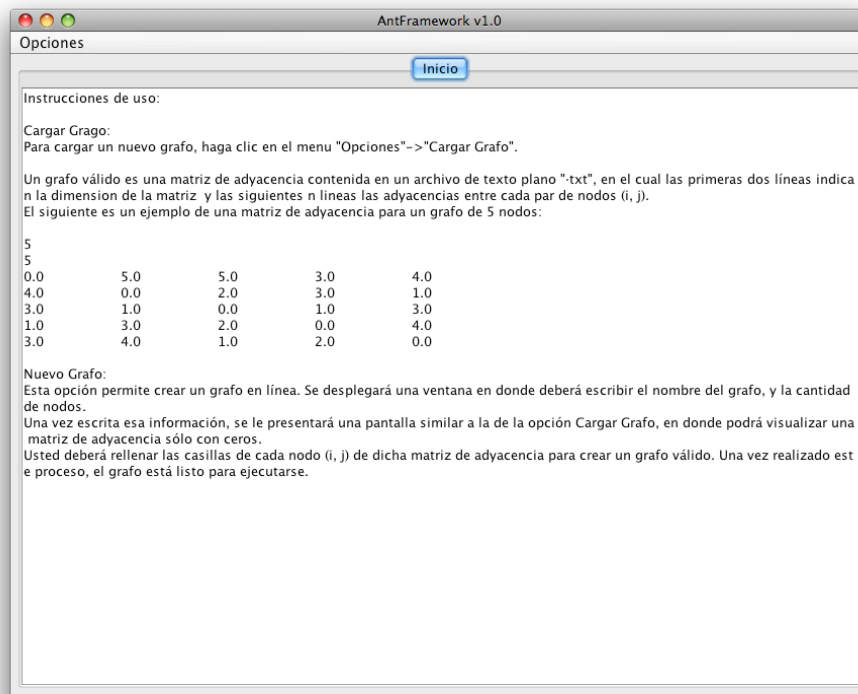 AntFramework v1.0
Opciones
Inicio
Instrucciones de uso:
Cargar Grago:
Para cargar un nuevo grafo, haga clic en el menu "Opciones"->"Cargar Grafo".
Un grafo válido es una matriz de adyacencia contenida en un archivo de texto plano "·txt", en el cual las primeras dos líneas indica
n la dimension de la matriz  y las siguientes n lineas las adyacencias entre cada par de nodos (i, j).
El siguiente es un ejemplo de una matriz de adyacencia para un grafo de 5 nodos:
5
5
0.0 5.0 5.0 3.0 4.0
4.0 0.0 2.0 3.0 1.0
3.0 1.0 0.0 1.0 3.0
1.0 3.0 2.0 0.0 4.0
3.0 4.0 1.0 2.0 0.0
Nuevo Grafo:
Esta opción permite crear un grafo en línea. Se desplegará una ventana en donde deberá escribir el nombre del grafo, y la cantidad
de nodos.
Una vez escrita esa información, se le presentará una pantalla similar a la de la opción Cargar Grafo, en donde podrá visualizar una
matriz de adyacencia sólo con ceros.
Usted deberá rellenar las casillas de cada nodo (i, j) de dicha matriz de adyacencia para crear un grafo válido. Una vez realizado est
e proceso, el grafo está listo para ejecutarse.